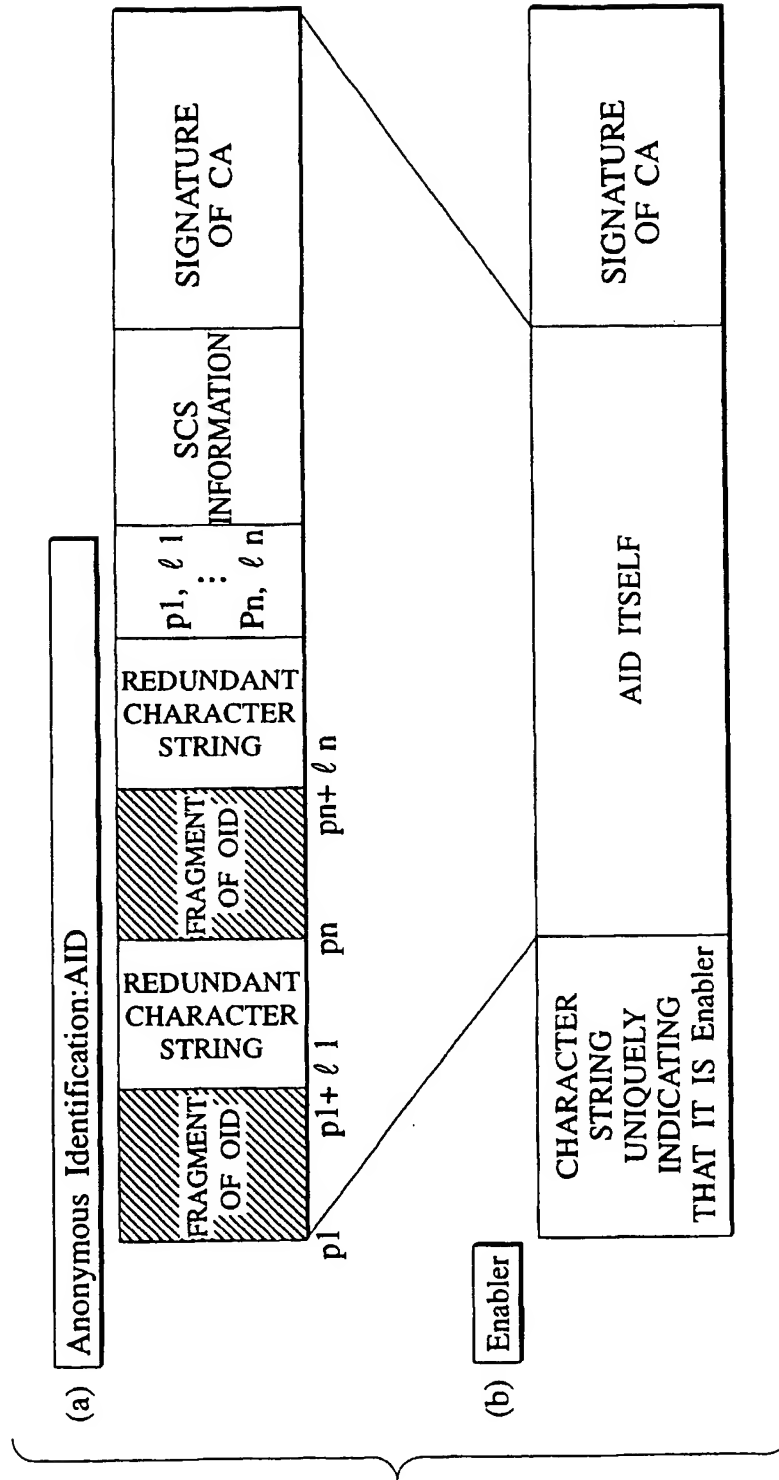 (a) Anonymous Identification:AID
FRAGMENT
OF OID
REDUNDANT
CHARACTER
STRING
FRAGMENT
OF OID
REDUNDANT
CHARACTER
STRING
p1, ℓ 1
⋮
Pn, ℓ n
SCS
INFORMATION
SIGNATURE
OF CA
p1
p1+ ℓ 1
pn
pn+ ℓ n
(b) Enabler
CHARACTER
STRING
UNIQUELY
INDICATING
THAT IT IS Enabler
AID ITSELF
SIGNATURE
OF CA